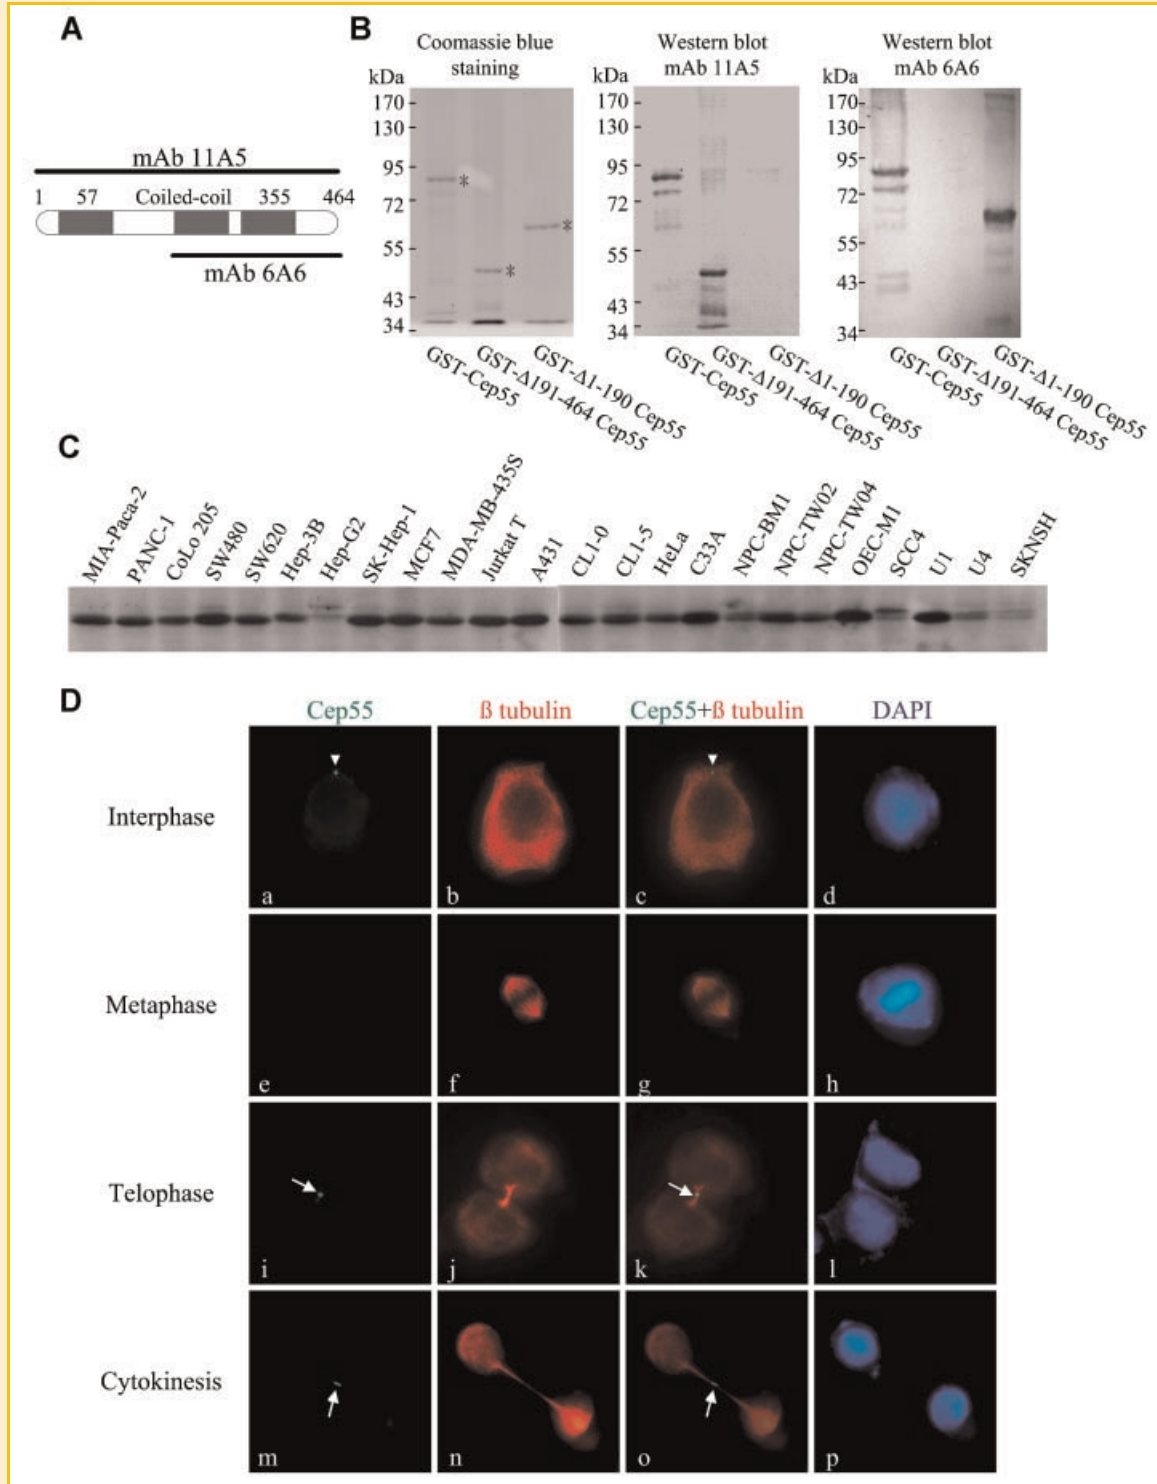 A
mAb 11A5
1 57 Coiled-coil 355 464
mAb 6A6
B
Coomassie blue
staining
kDa
170
130
95
72
55
43
34
*
*
*
GST-Cep55
GST-Δ191-464 Cep55
GST-Δ1-190 Cep55
Western blot
mAb 11A5
kDa
170
130
95
72
55
43
34
GST-Cep55
GST-Δ191-464 Cep55
GST-Δ1-190 Cep55
Western blot
mAb 6A6
kDa
170
130
95
72
55
43
34
GST-Cep55
GST-Δ191-464 Cep55
GST-Δ1-190 Cep55
C
MIA-Paca-2
PANC-1
CoLo 205
SW480
SW620
Hep-3B
Hep-G2
SK-Hep-1
MCF7
MDA-MB-435S
Jurkat T
A431
CL1-0
CL1-5
HeLa
C33A
NPC-BM1
NPC-TW02
NPC-TW04
OEC-M1
SCC4
U1
U4
SKNSH
D
Cep55 ß tubulin Cep55+ß tubulin DAPI
Interphase
a b c d
Metaphase
e f g h
Telophase
i j k l
Cytokinesis
m n o p